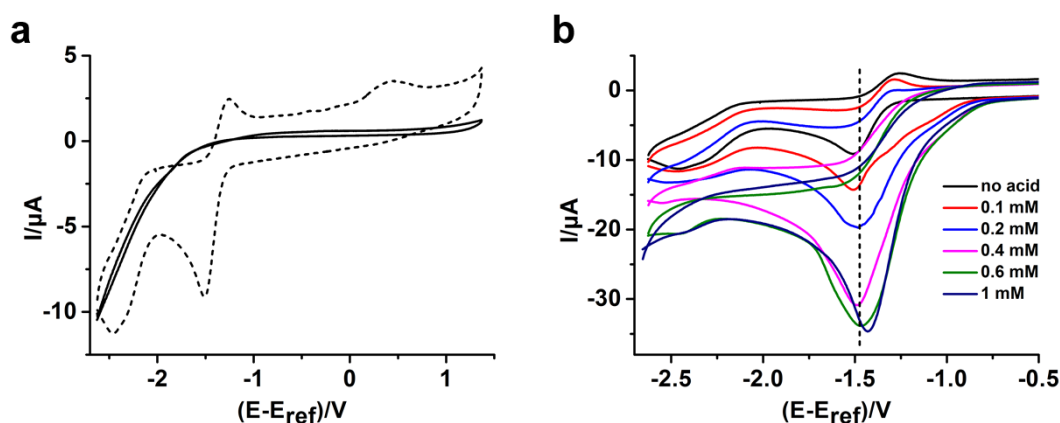 a
5
0
-5
-10
I/µA
-2
-1
0
1
(E-Eref)/V
b
0
-10
-20
-30
I/µA
-2.5
-2.0
-1.5
-1.0
-0.5
(E-Eref)/V
no acid
0.1 mM
0.2 mM
0.4 mM
0.6 mM
1 mM